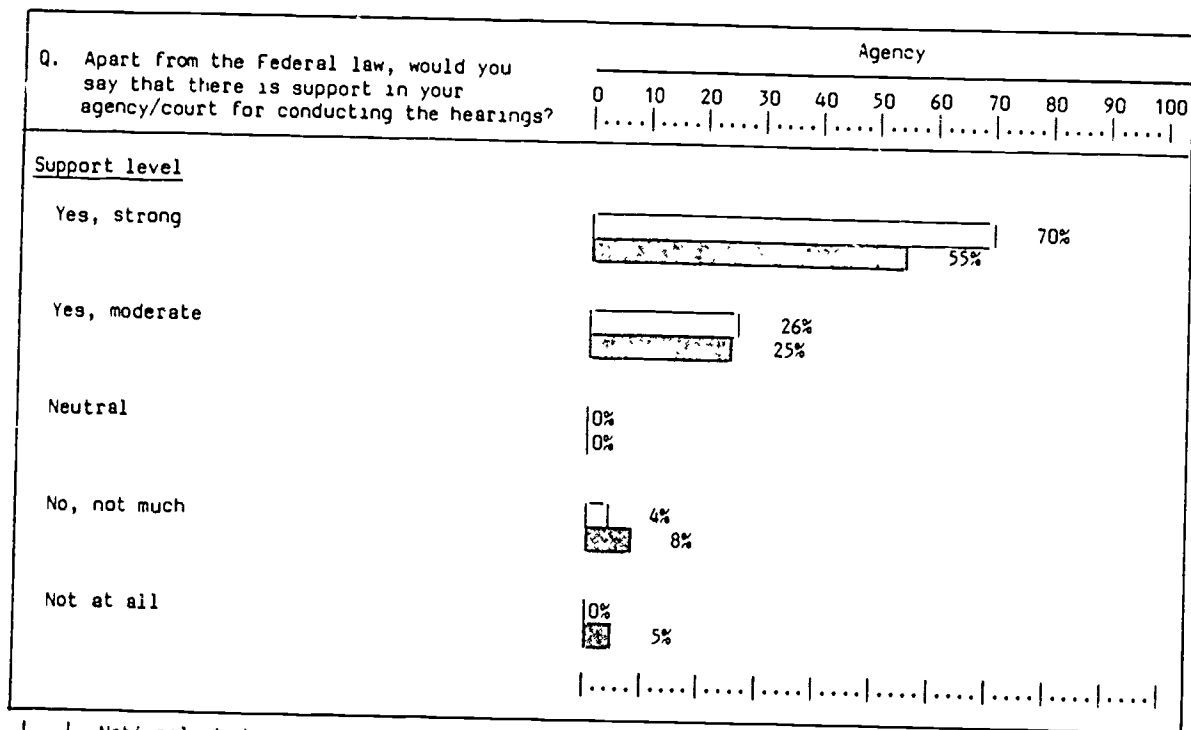 Q. Apart from the Federal law, would you
say that there is support in your
agency/court for conducting the hearings?
Agency
0 10 20 30 40 50 60 70 80 90 100
Support level
Yes, strong
70%
55%
Yes, moderate
26%
25%
Neutral
0%
0%
No, not much
4%
8%
Not at all
0%
5%